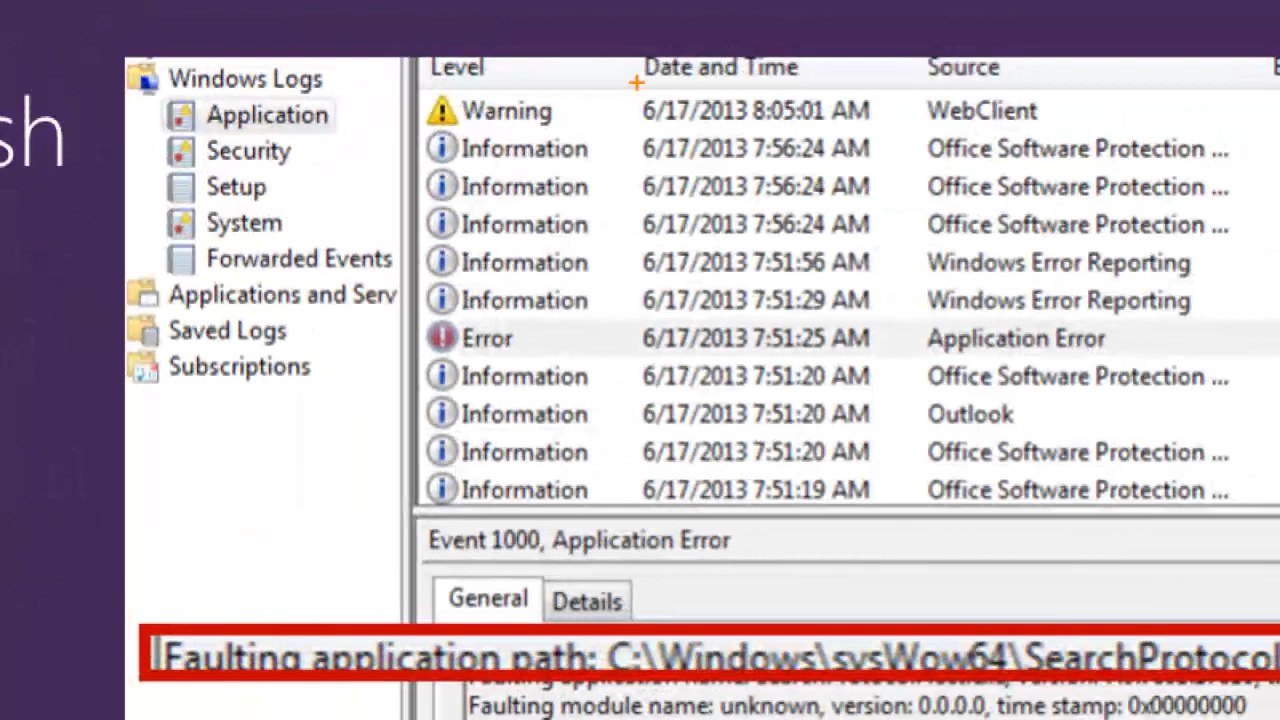 sh
Windows Logs
Application
Security
Setup
System
Forwarded Events
Applications and Serv
Saved Logs
Subscriptions
Level Date and Time Source
Warning 6/17/2013 8:05:01 AM WebClient
Information 6/17/2013 7:56:24 AM Office Software Protection ...
Information 6/17/2013 7:56:24 AM Office Software Protection ...
Information 6/17/2013 7:56:24 AM Office Software Protection ...
Information 6/17/2013 7:51:56 AM Windows Error Reporting
Information 6/17/2013 7:51:29 AM Windows Error Reporting
Error 6/17/2013 7:51:25 AM Application Error
Information 6/17/2013 7:51:20 AM Office Software Protection ...
Information 6/17/2013 7:51:20 AM Outlook
Information 6/17/2013 7:51:20 AM Office Software Protection ...
Information 6/17/2013 7:51:19 AM Office Software Protection ...
Event 1000, Application Error
General Details
Faulting application path: C:\Windows\sysWow64\SearchProtocol
Faulting module name: unknown, version: 0.0.0.0, time stamp: 0x00000000